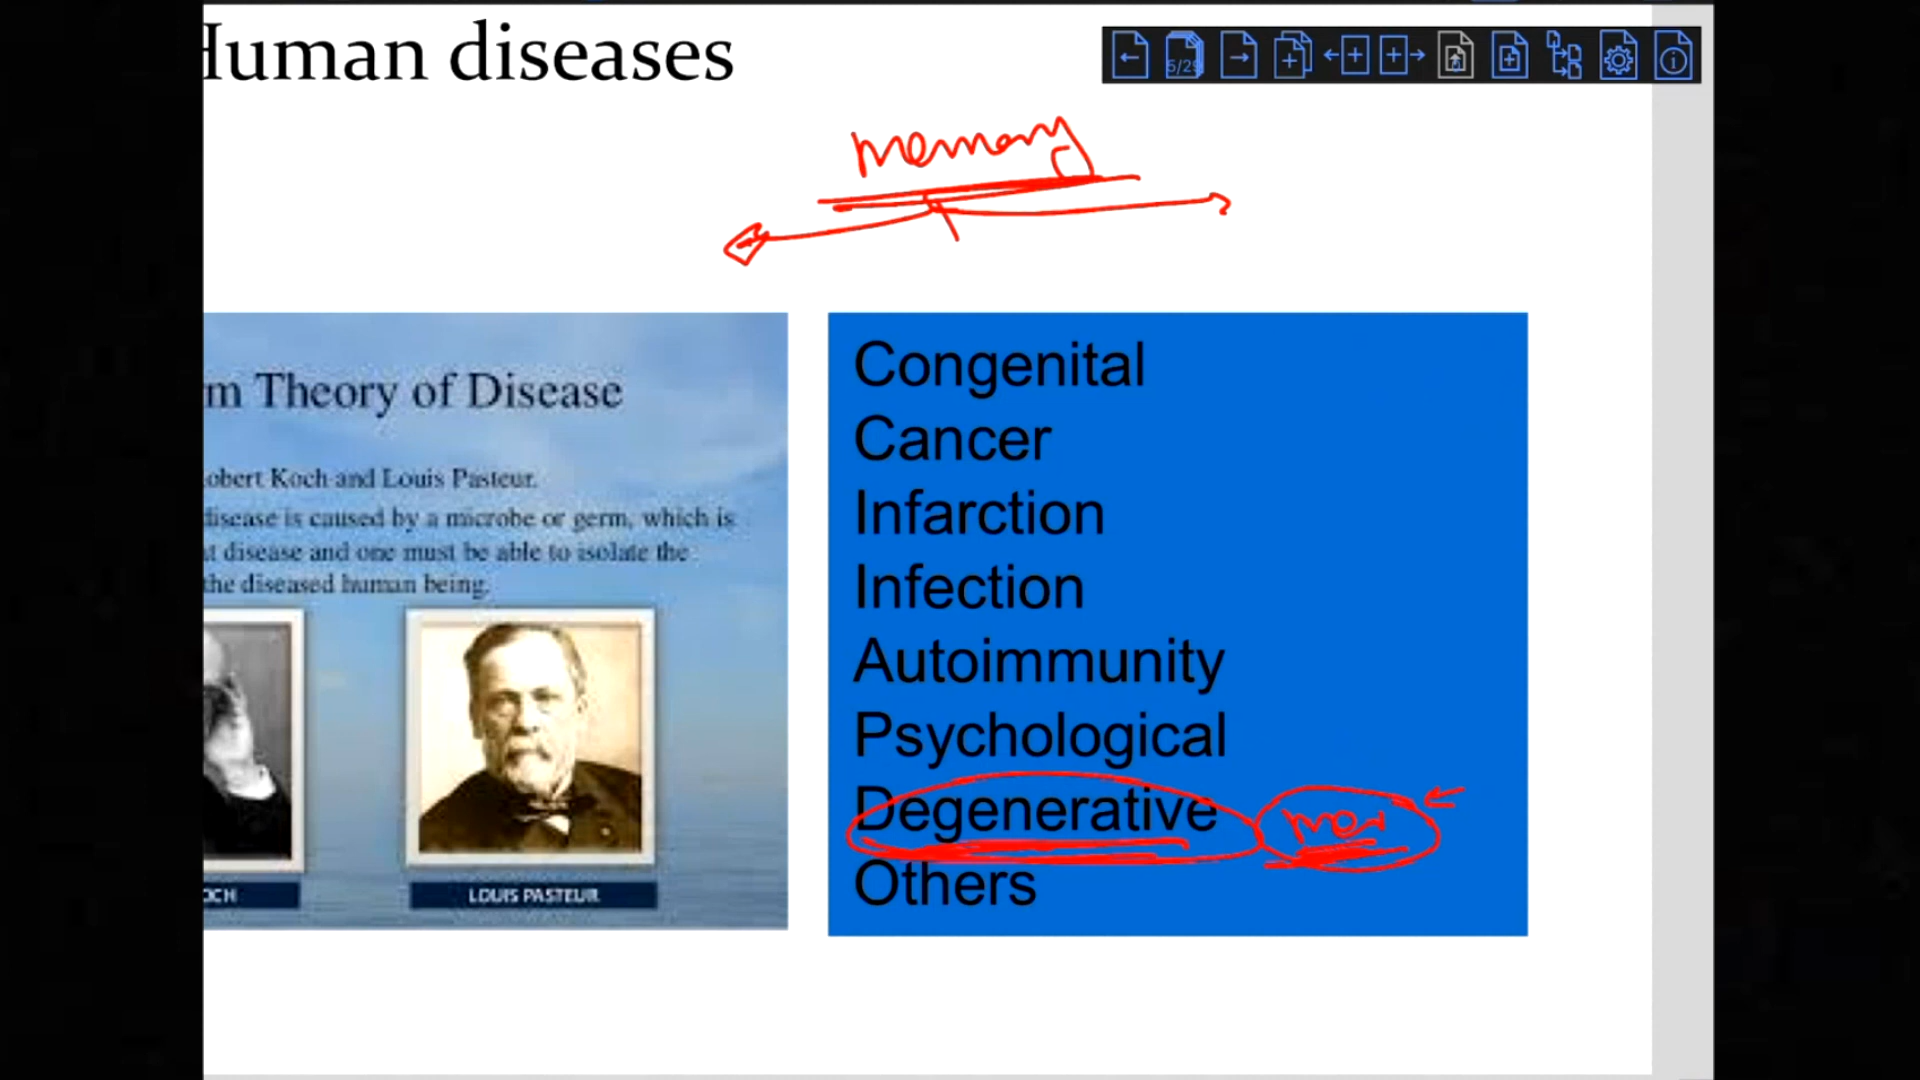 Human diseases
5/29
memory
m Theory of Disease
obert Koch and Louis Pasteur.
disease is caused by a microbe or germ, which is
t disease and one must be able to isolate the
the diseased human being.
OCH
LOUIS PASTEUR
Congenital
Cancer
Infarction
Infection
Autoimmunity
Psychological
Degenerative
Others